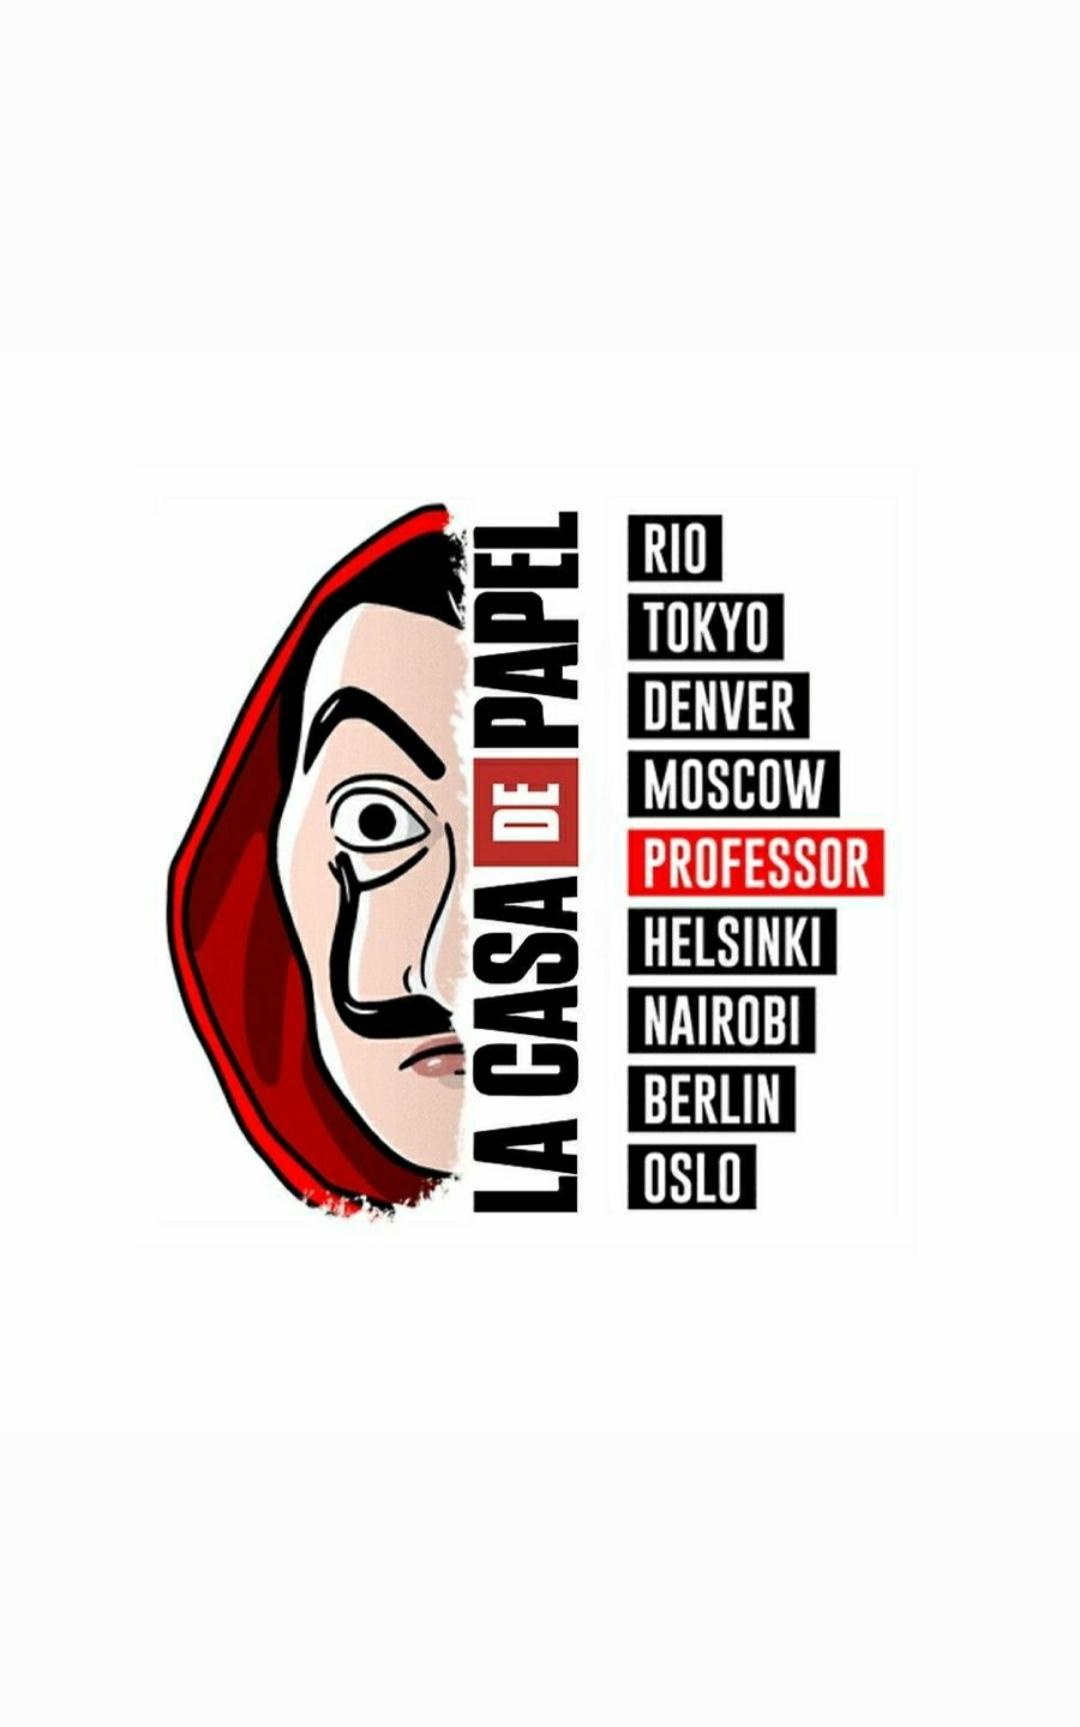 LA CASA DE PAPEL
RIO
TOKYO
DENVER
MOSCOW
PROFESSOR
HELSINKI
NAIROBI
BERLIN
OSLO